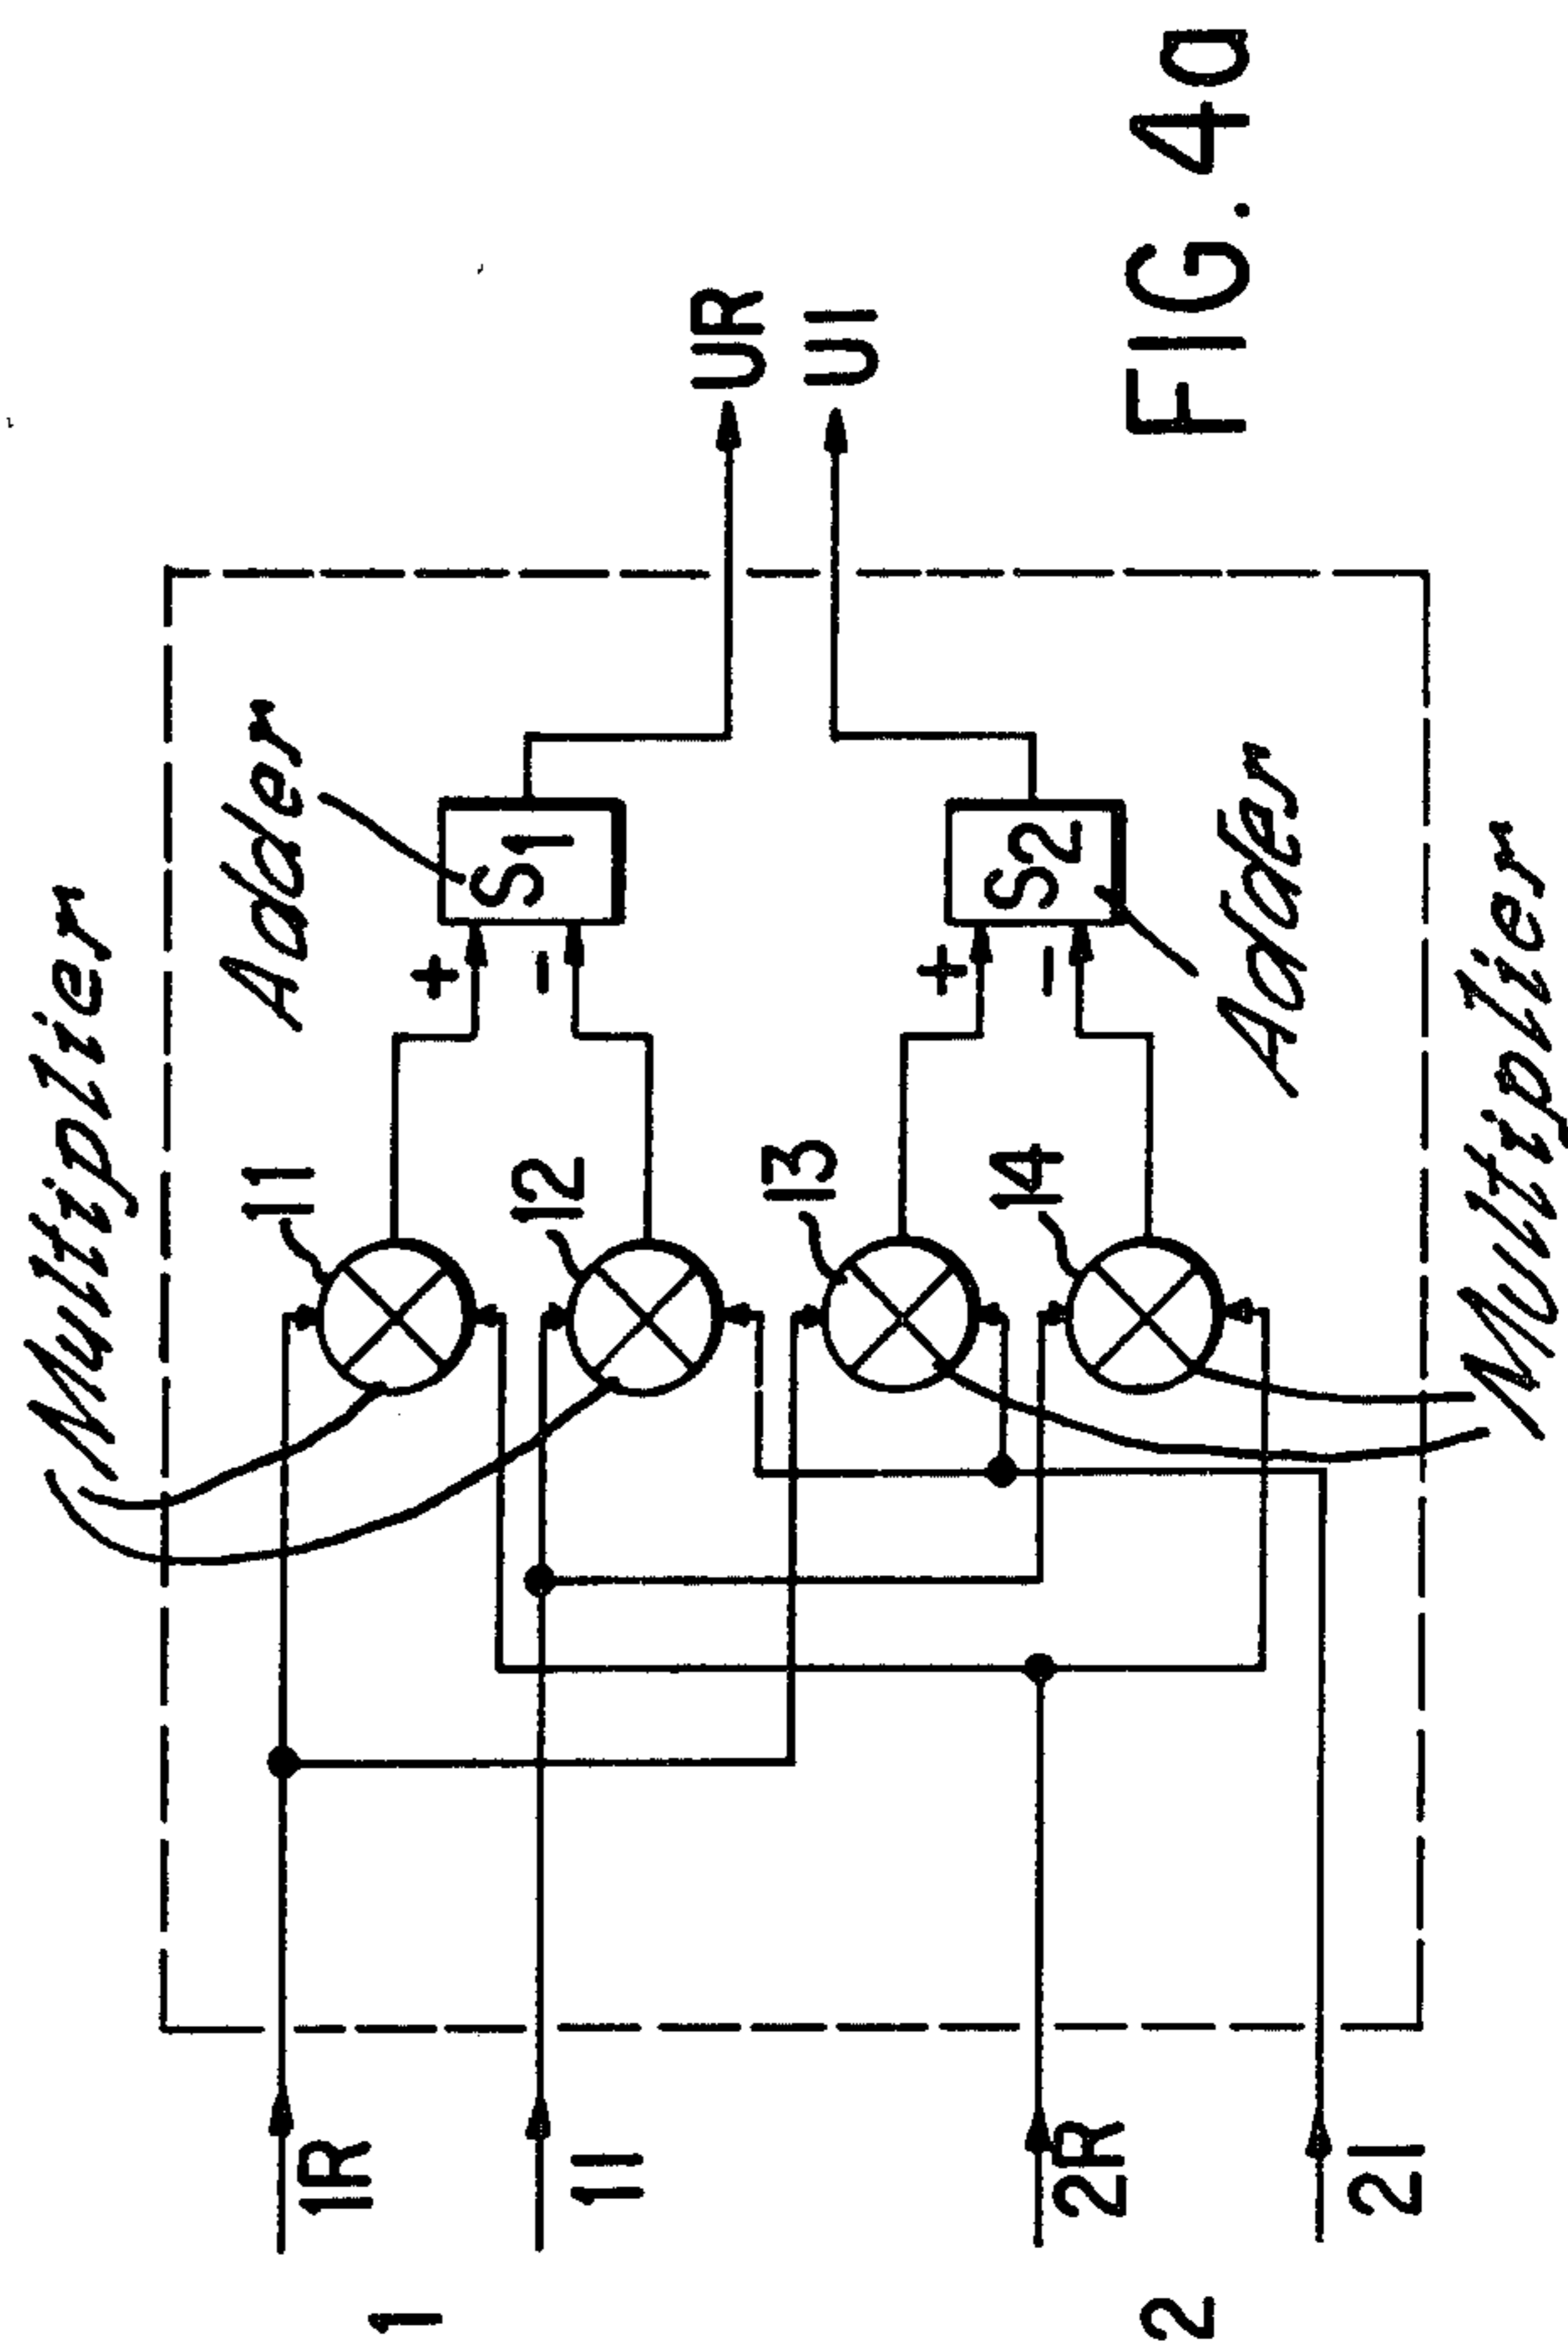 Multiplier
Adder
11
+
S1
UR
1R
12
-
1
1I
13
+
S2
UI
14
-
2R
Adder
2
2I
Multiplier
FIG. 4a